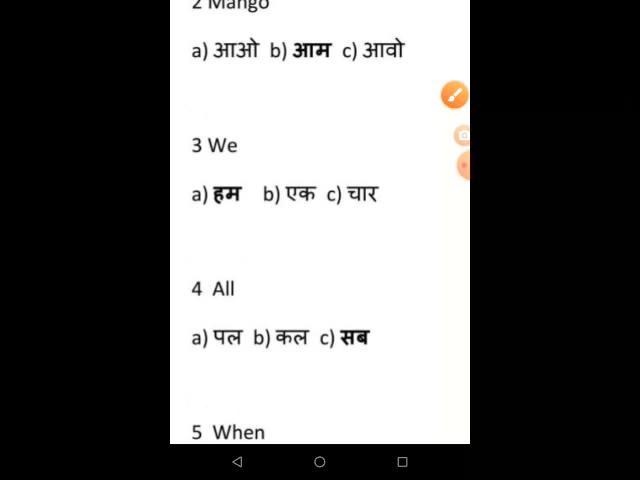 2 Mango
a) आओ b) आम c) आवो
3 We
a) हम b) एक c) चार
4 All
a) पल b) कल c) सब
5 When